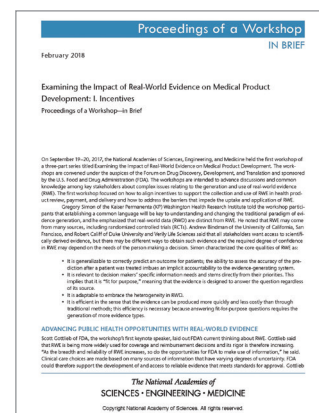 Proceedings of a Workshop
IN BRIEF
February 2018
Examining the Impact of Real-World Evidence on Medical Product
Development: I. Incentives
Proceedings of a Workshop—in Brief
On September 19–20, 2017, the National Academies of Sciences, Engineering, and Medicine held the first workshop of
a three-part series titled Examining the Impact of Real-World Evidence on Medical Product Development. The work-
shops are convened under the auspices of the Forum on Drug Discovery, Development, and Translation and sponsored
by the U.S. Food and Drug Administration (FDA). The workshops are intended to advance discussions and common
knowledge among key stakeholders about complex issues relating to the generation and use of real-world evidence
(RWE). The first workshop focused on how to align incentives to support the collection and use of RWE in health prod-
uct review, payment, and delivery and how to address the barriers that impede the uptake and application of RWE.
Gregory Simon of the Kaiser Permanente (KP) Washington Health Research Institute told the workshop partici-
pants that establishing a common language will be key to understanding and changing the traditional paradigm of evi-
dence generation, and he emphasized that real-world data (RWD) are distinct from RWE. He noted that RWE may come
from many sources, including randomized controlled trials (RCTs). Andrew Bindman of the University of California, San
Francisco, and Robert Califf of Duke University and Verily Life Sciences said that all stakeholders want access to scientifi-
cally derived evidence, but there may be different ways to obtain such evidence and the required degree of confidence
in RWE may depend on the needs of the person making a decision. Simon characterized the core qualities of RWE as:
• It is generalizable to correctly predict an outcome for patients; the ability to assess the accuracy of the pre-
diction after a patient was treated imbues an implicit accountability to the evidence-generating system.
• It is relevant to decision makers' specific information needs and stems directly from their priorities. This
implies that it is "fit for purpose," meaning that the evidence is designed to answer the question regardless
of its source.
• It is adaptable to embrace the heterogeneity in RWD.
• It is efficient in the sense that the evidence can be produced more quickly and less costly than through
traditional methods; this efficiency is necessary because answering fit-for-purpose questions requires the
generation of more evidence types.
ADVANCING PUBLIC HEALTH OPPORTUNITIES WITH REAL-WORLD EVIDENCE
Scott Gottlieb of FDA, the workshop's first keynote speaker, laid out FDA's current thinking about RWE. Gottlieb said
that RWE is being more widely used for coverage and reimbursement decisions and its rigor is therefore increasing.
"As the breadth and reliability of RWE increases, so do the opportunities for FDA to make use of information," he said.
Clinical care choices are made based on many sources of information that have varying degrees of uncertainty. FDA
could therefore support the development of and access to reliable evidence that meets standards for approval. Gottlieb
The National Academies of
SCIENCES • ENGINEERING • MEDICINE
Copyright National Academy of Sciences. All rights reserved.